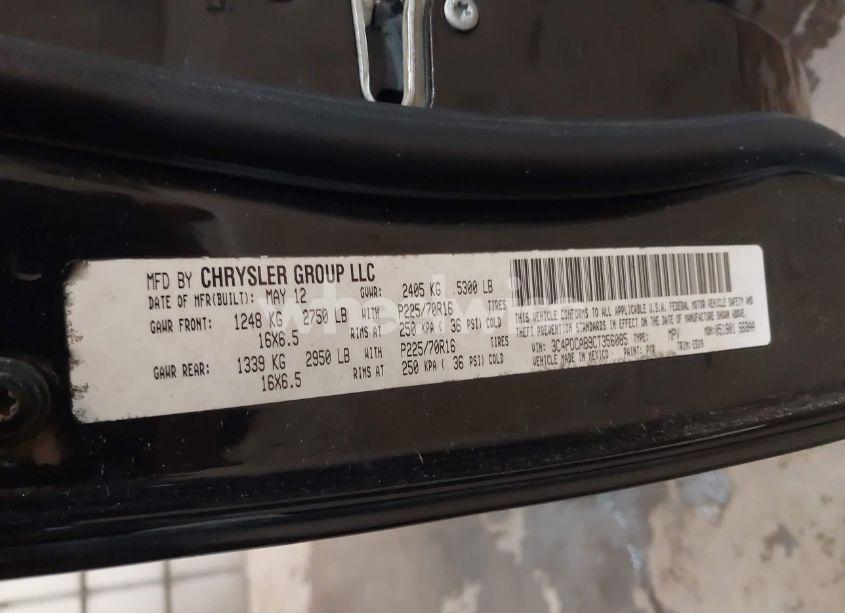 MFD BY CHRYSLER GROUP LLC
DATE OF MFR(BUILT): MAY 12 GVWR: 2405 KG 5300 LB
GAWR FRONT: 1248 KG 2750 LB WITH P225/70R16 TIRES
16X6.5 RIMS AT 250 KPA ( 36 PSI) COLD
GAWR REAR: 1339 KG 2950 LB WITH P225/70R16 TIRES
16X6.5 RIMS AT 250 KPA ( 36 PSI) COLD
THIS VEHICLE CONFORMS TO ALL APPLICABLE U.S.A. FEDERAL MOTOR VEHICLE SAFETY AND
THEFT PREVENTION STANDARDS IN EFFECT ON THE DATE OF MANUFACTURE SHOWN ABOVE.
VIN: 3C4PDCAB9CT356085 TYPE: MPV MDH:
VEHICLE MADE IN MEXICO PAINT: PXR TRIM: